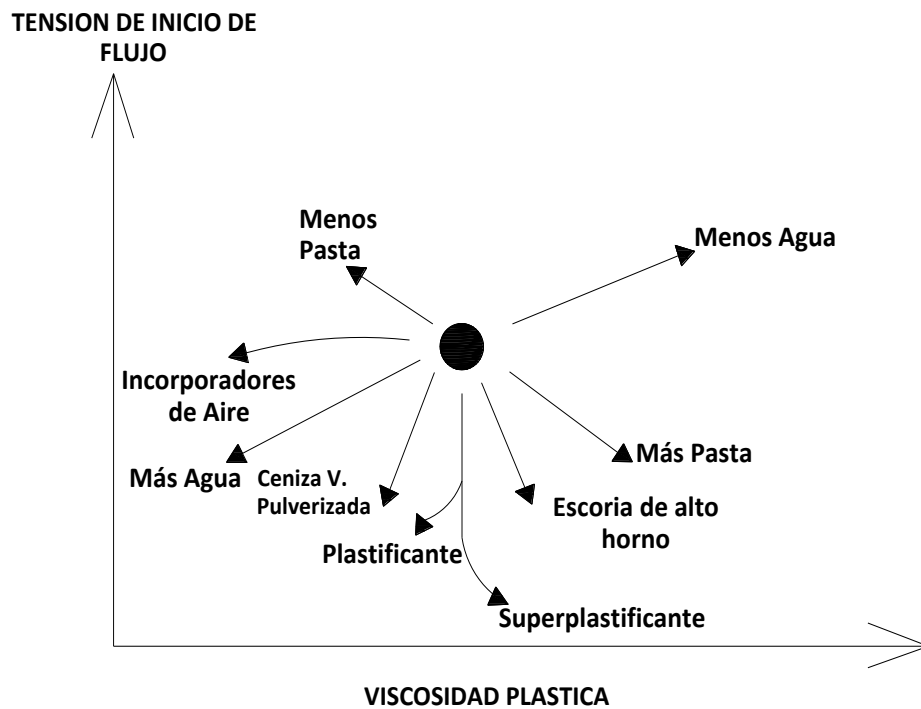 TENSION DE INICIO DE
FLUJO
Menos
Pasta
Menos Agua
Incorporadores
de Aire
Más Agua
Ceniza V.
Pulverizada
Más Pasta
Plastificante
Escoria de alto
horno
Superplastificante
VISCOSIDAD PLASTICA